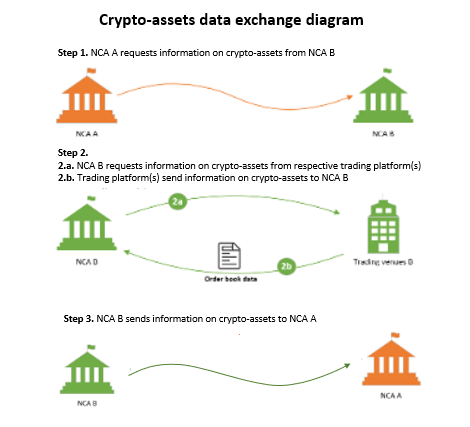 Crypto-assets data exchange diagram
Step 1. NCA A requests information on crypto-assets from NCA B
NCA A
NCA B
Step 2.
2.a. NCA B requests information on crypto-assets from respective trading platform(s)
2.b. Trading platform(s) send information on crypto-assets to NCA B
2a
NCA B
Trading venues B
2b
Order book data
Step 3. NCA B sends information on crypto-assets to NCA A
NCA A
NCA B